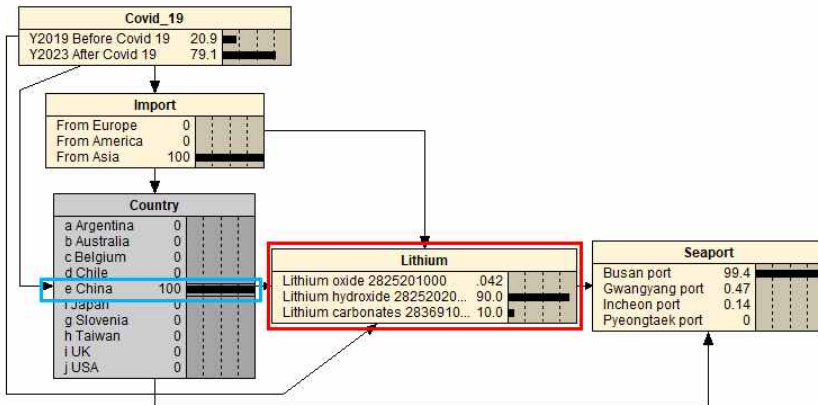 Covid_19
Y2019 Before Covid 19 20.9
Y2023 After Covid 19 79.1
Import
From Europe 0
From America 0
From Asia 100
Country
a Argentina 0
b Australia 0
c Belgium 0
d Chile 0
e China 100
f Japan 0
g Slovenia 0
h Taiwan 0
i UK 0
j USA 0
Lithium
Lithium oxide 2825201000 .042
Lithium hydroxide 28252020... 90.0
Lithium carbonates 2836910... 10.0
Seaport
Busan port 99.4
Gwangyang port 0.47
Incheon port 0.14
Pyeongtaek port 0